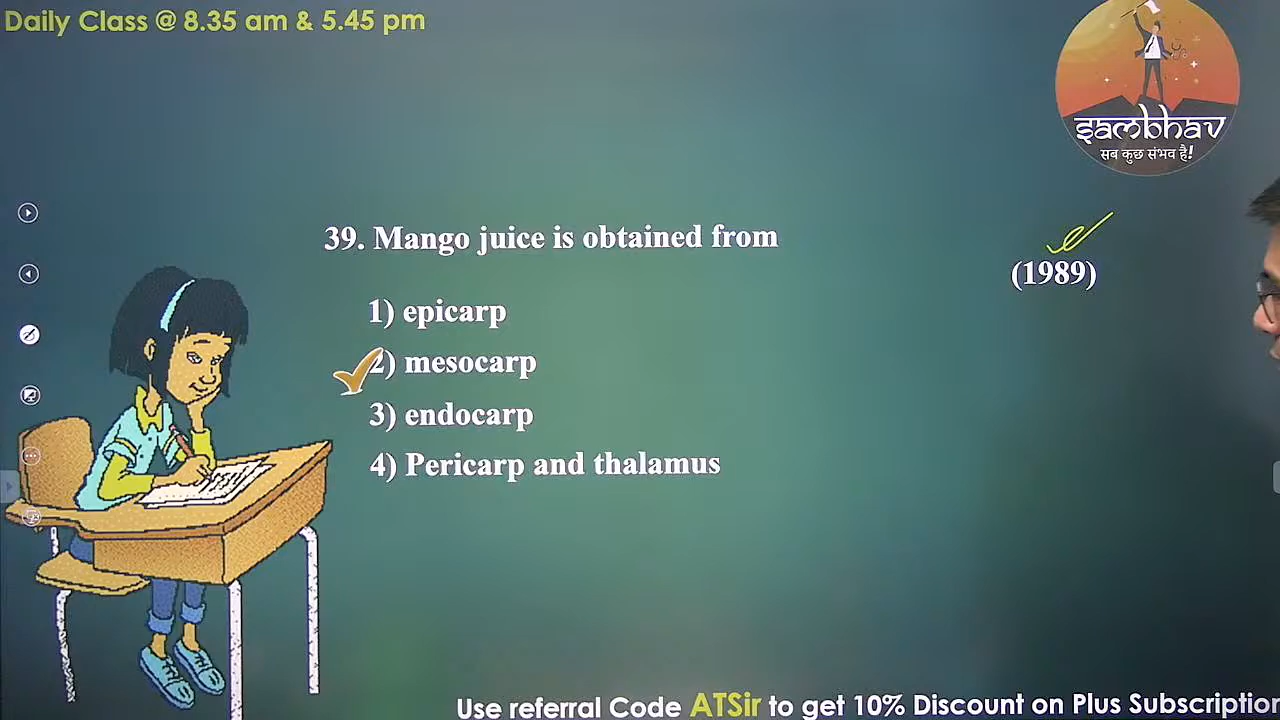 Daily Class @ 8.35 am & 5.45 pm
sambhav
सब कुछ संभव है!
39. Mango juice is obtained from
(1989)
1) epicarp
2) mesocarp
3) endocarp
4) Pericarp and thalamus
Use referral Code ATSir to get 10% Discount on Plus Subscription